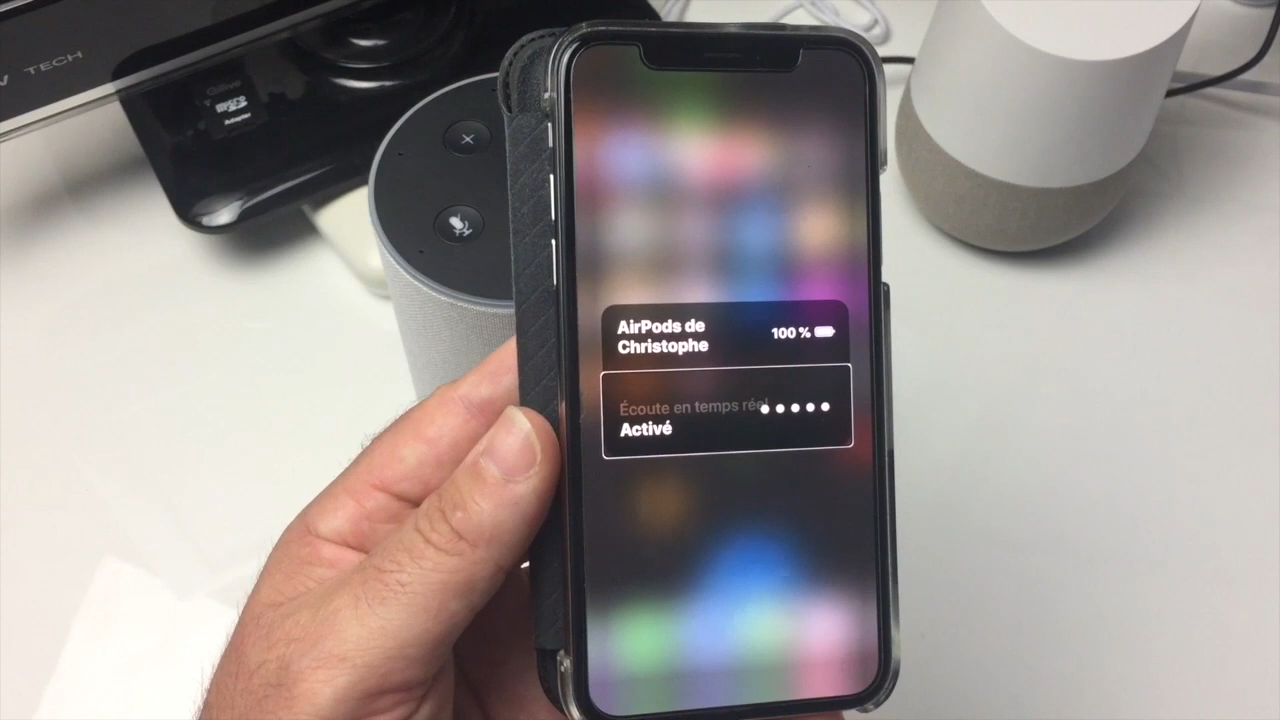 TECH
micro
Adapter
AirPods de
Christophe
100 %
Écoute en temps réel
Activé